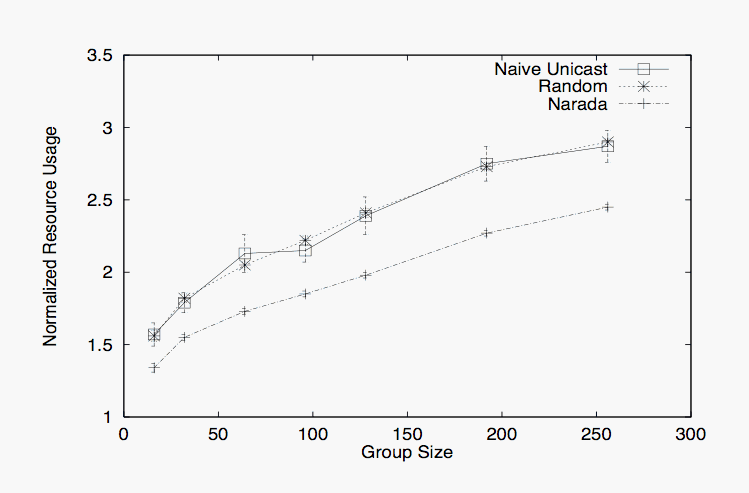 3.5
3
2.5
2
1.5
1
Normalized Resource Usage
Naive Unicast
Random
Narada
0 50 100 150 200 250 300
Group Size